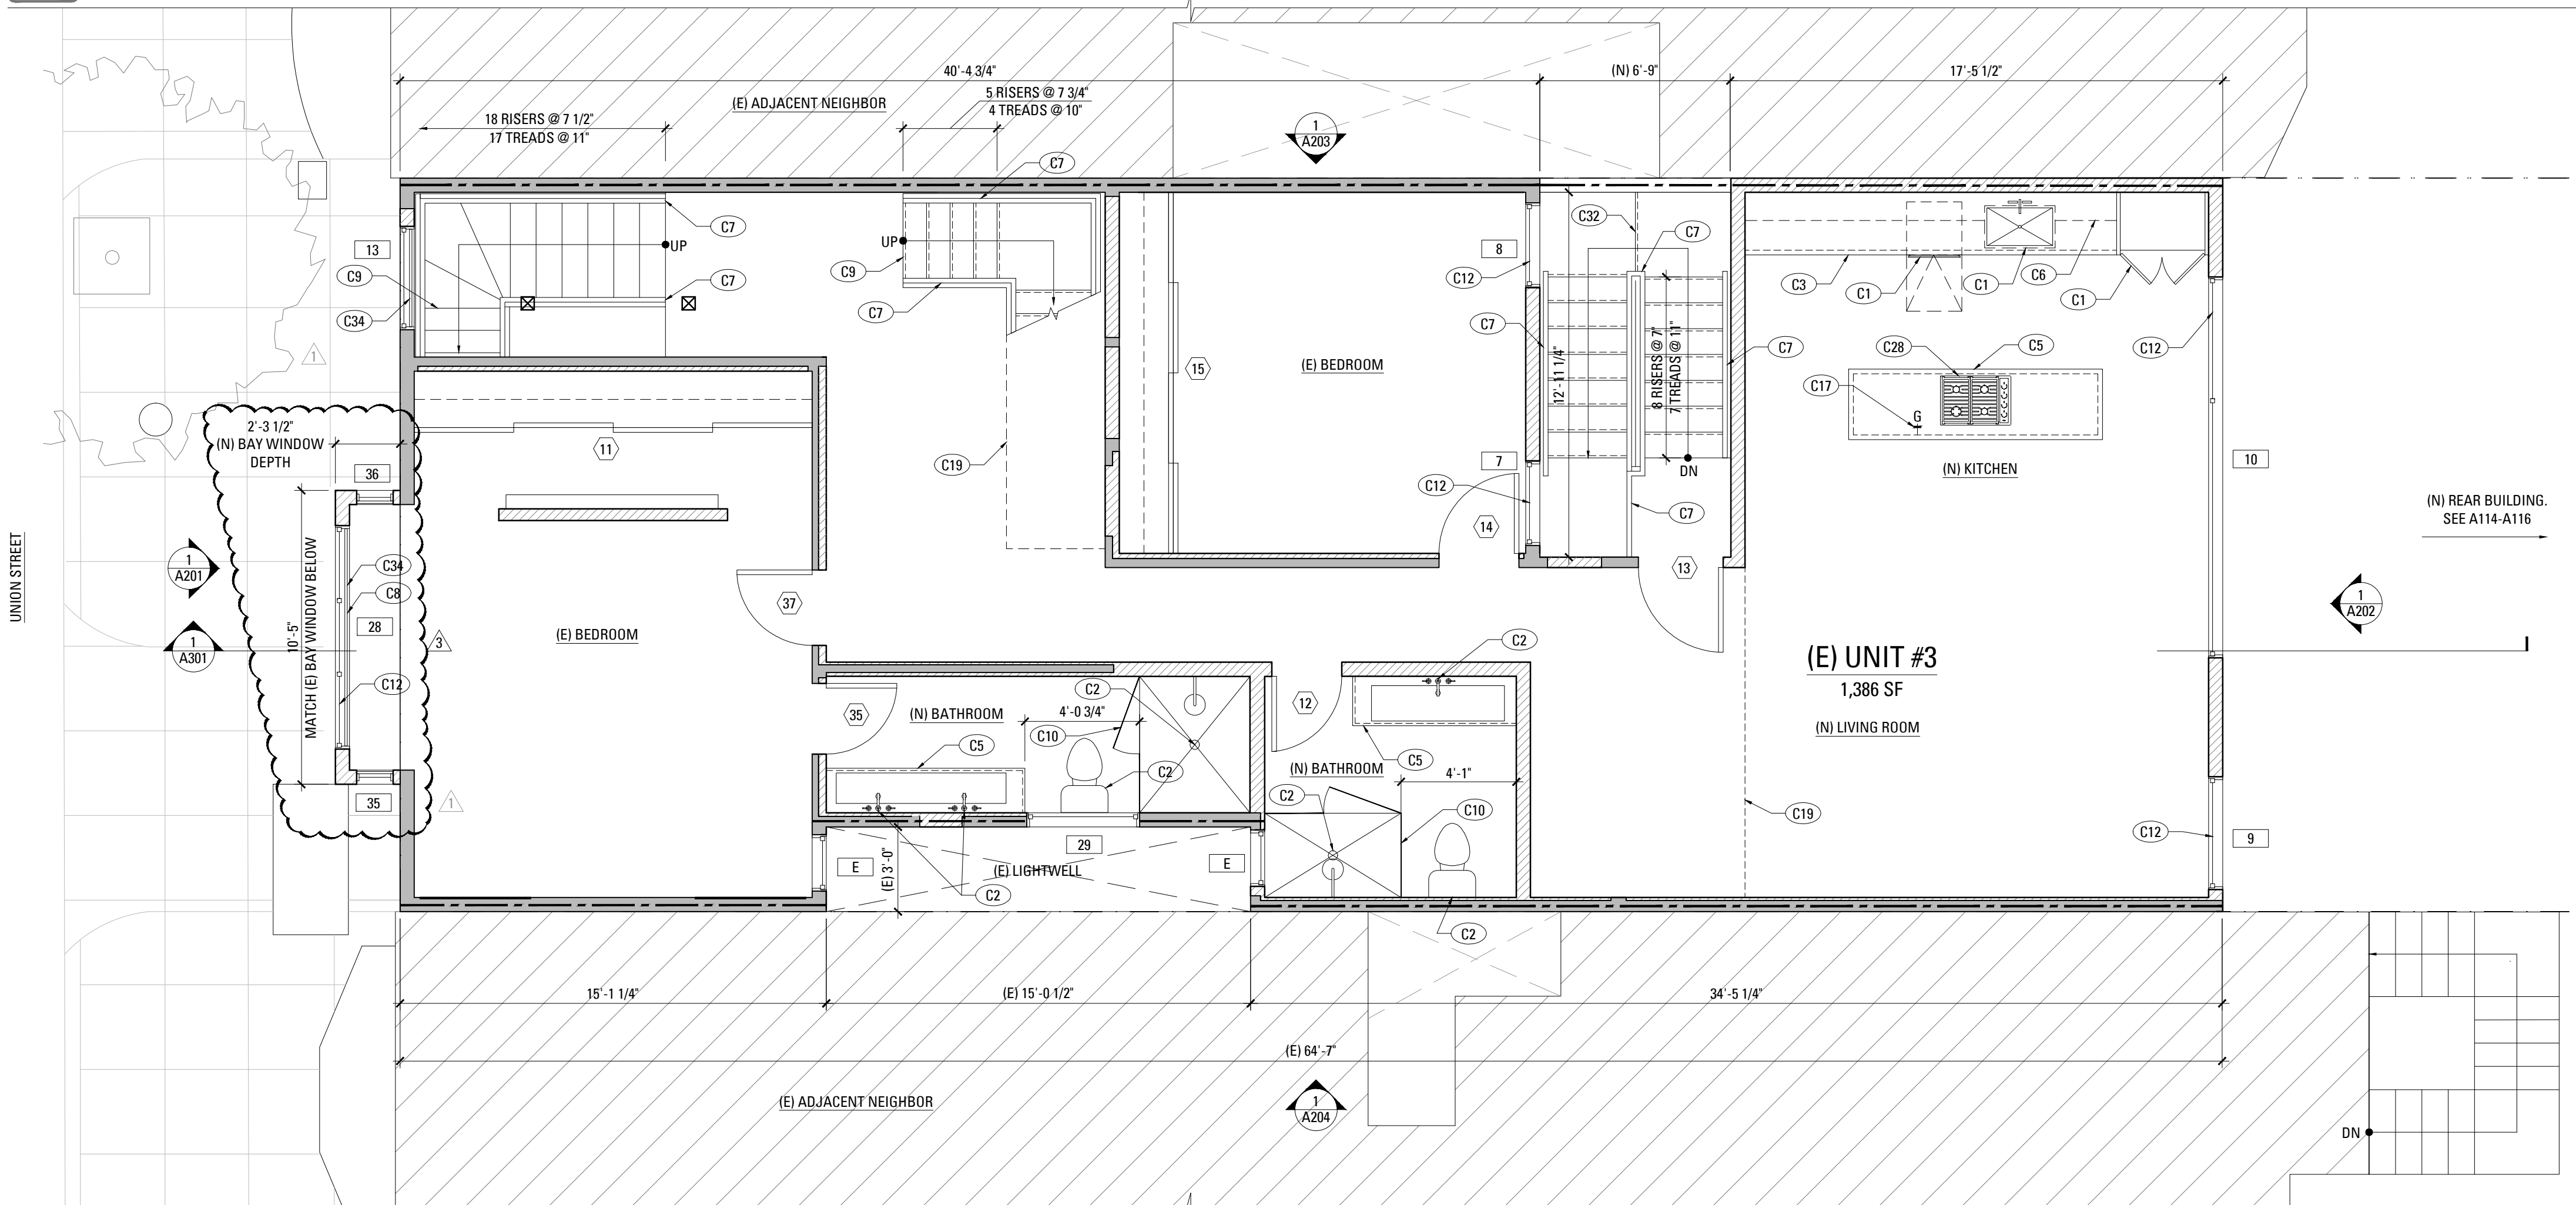 40'-4 3/4"
(N) 6'-9"
17'-5 1/2"
(E) ADJACENT NEIGHBOR
5 RISERS @ 7 3/4"
4 TREADS @ 10"
18 RISERS @ 7 1/2"
17 TREADS @ 11"
1
A203
C7
C7
UP
C7
13
C9
C34
UP
C9
C7
C32
C7
8
C12
C7
12'-11 1/4"
8 RISERS @ 7"
7 TREADS @ 11"
C7
DN
C7
C3
C1
C1
C6
C1
C12
C28
C5
C17
G
(N) KITCHEN
10
(N) REAR BUILDING.
SEE A114-A116
1
15
(E) BEDROOM
7
C12
14
13
11
C19
2'-3 1/2"
(N) BAY WINDOW
DEPTH
36
UNION STREET
1
A201
1
A301
10'-5"
MATCH (E) BAY WINDOW BELOW
C34
C8
28
C12
3
35
1
37
(E) BEDROOM
C2
1
A202
(E) UNIT #3
1,386 SF
(N) LIVING ROOM
35
(N) BATHROOM
4'-0 3/4"
C2
C10
C5
C2
12
C5
(N) BATHROOM
4'-1"
C2
C10
C19
C12
9
E
(E) 3'-0"
29
(E) LIGHTWELL
E
C2
C2
15'-1 1/4"
(E) 15'-0 1/2"
34'-5 1/4"
(E) 64'-7"
(E) ADJACENT NEIGHBOR
1
A204
DN